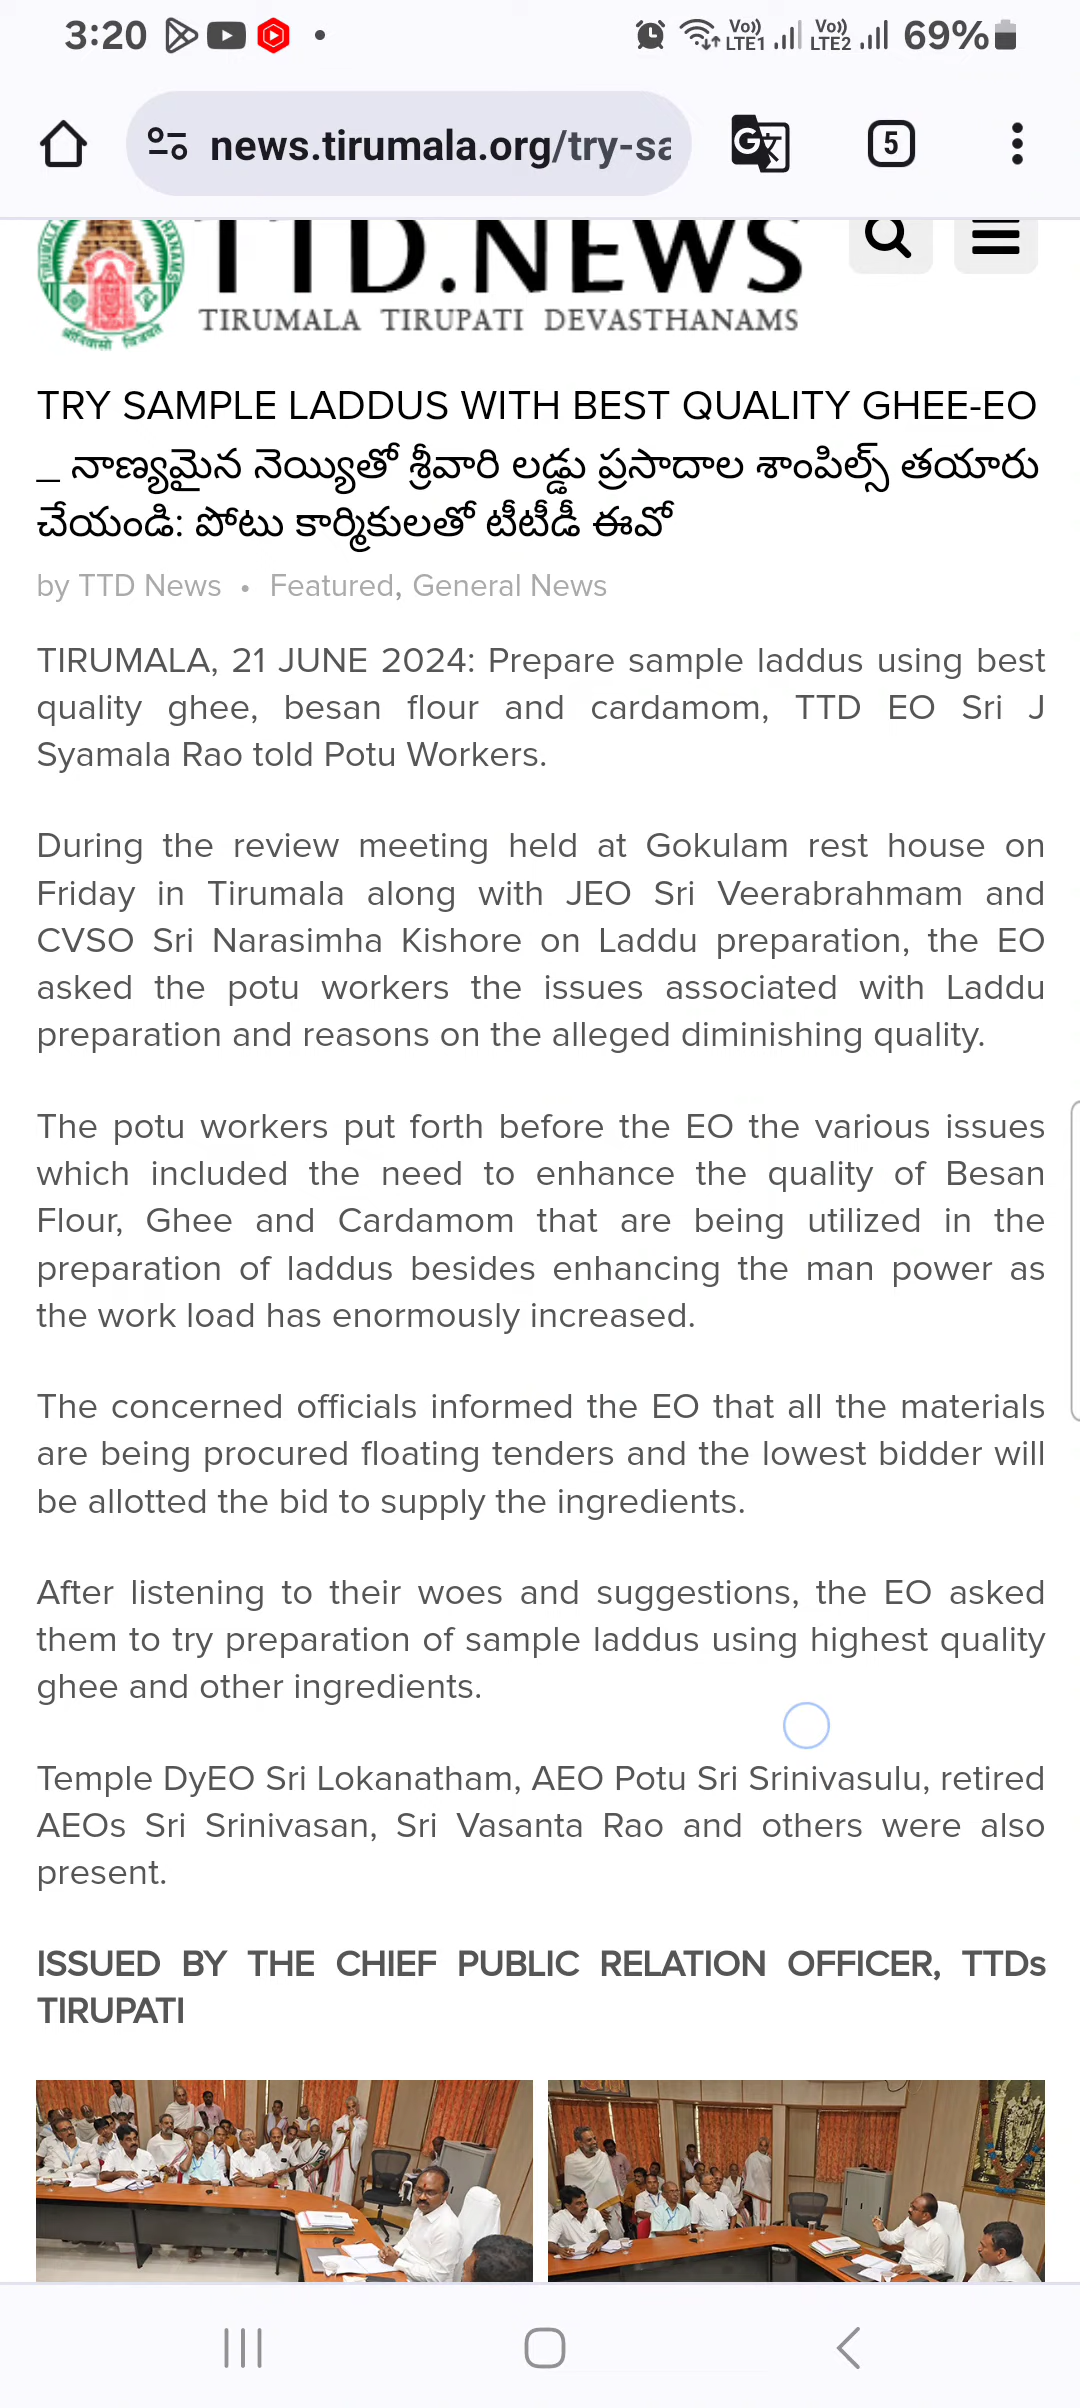 3:20
Vo)) LTE1 Vo)) LTE2 69%
news.tirumala.org/try-sa
5
TTD.NEWS
TIRUMALA TIRUPATI DEVASTHANAMS
TRY SAMPLE LADDUS WITH BEST QUALITY GHEE-EO
_ నాణ్యమైన నెయ్యితో శ్రీవారి లడ్డు ప్రసాదాల శాంపిల్స్ తయారు
చేయండి: పోటు కార్మికులతో టీటీడీ ఈవో
by TTD News • Featured, General News
TIRUMALA, 21 JUNE 2024: Prepare sample laddus using best
quality ghee, besan flour and cardamom, TTD EO Sri J
Syamala Rao told Potu Workers.
During the review meeting held at Gokulam rest house on
Friday in Tirumala along with JEO Sri Veerabrahmam and
CVSO Sri Narasimha Kishore on Laddu preparation, the EO
asked the potu workers the issues associated with Laddu
preparation and reasons on the alleged diminishing quality.
The potu workers put forth before the EO the various issues
which included the need to enhance the quality of Besan
Flour, Ghee and Cardamom that are being utilized in the
preparation of laddus besides enhancing the man power as
the work load has enormously increased.
The concerned officials informed the EO that all the materials
are being procured floating tenders and the lowest bidder will
be allotted the bid to supply the ingredients.
After listening to their woes and suggestions, the EO asked
them to try preparation of sample laddus using highest quality
ghee and other ingredients.
Temple DyEO Sri Lokanatham, AEO Potu Sri Srinivasulu, retired
AEOs Sri Srinivasan, Sri Vasanta Rao and others were also
present.
ISSUED BY THE CHIEF PUBLIC RELATION OFFICER, TTDs
TIRUPATI